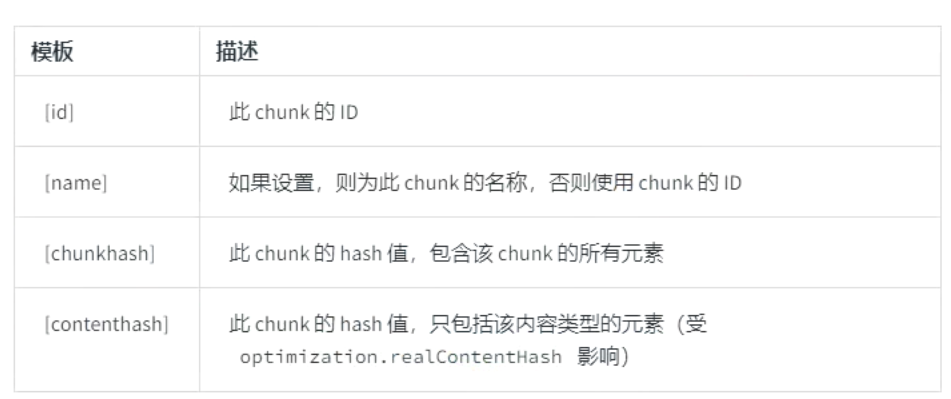 模板 描述
[id] 此 chunk 的 ID
[name] 如果设置，则为此 chunk 的名称，否则使用 chunk 的 ID
[chunkhash] 此 chunk 的 hash 值，包含该 chunk 的所有元素
[contenthash] 此 chunk 的 hash 值，只包括该内容类型的元素（受
optimization.realContentHash 影响）